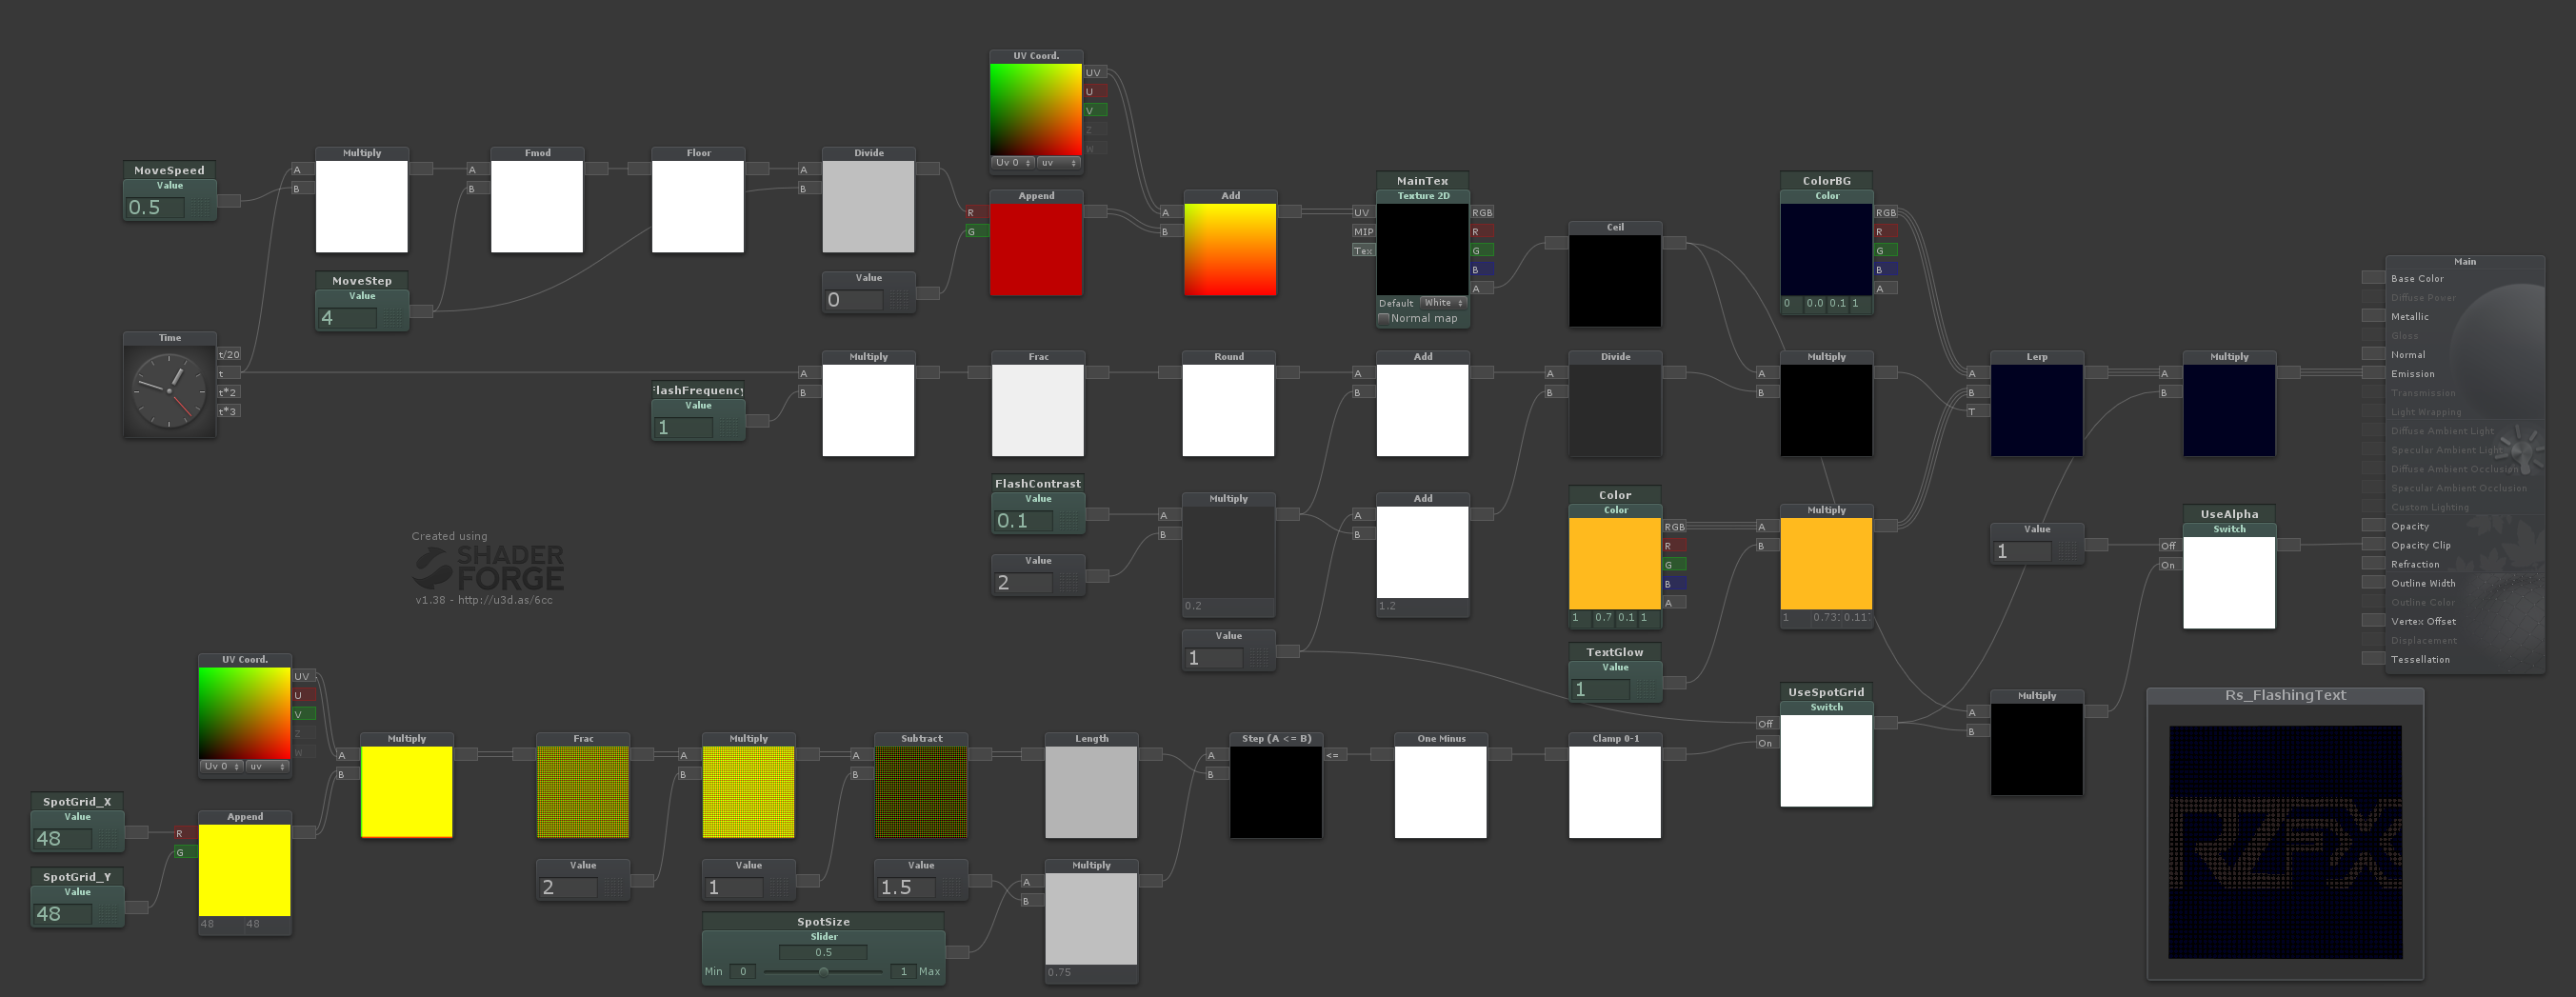 UV Coord.
UV
U
V
Z
W
Uv 0
uv
MoveSpeed
Value
0.5
Multiply
A
B
Fmod
A
B
Floor
Divide
A
B
Append
R
G
Add
A
B
MainTex
Texture 2D
UV
MIP
Tex
RGB
R
G
B
A
Default White
Normal map
Ceil
ColorBG
Color
RGB
R
G
B
A
0 0.0 0.1 1
MoveStep
Value
4
Value
0
Time
t/20
t
t*2
t*3
FlashFrequency
Value
1
Multiply
A
B
Frac
Round
Add
A
B
Divide
A
B
Multiply
A
B
Lerp
A
B
T
Multiply
A
B
Main
Base Color
Diffuse Power
Metallic
Gloss
Normal
Emission
Transmission
Light Wrapping
Diffuse Ambient Light
Specular Ambient Light
Diffuse Ambient Occlusion
Specular Ambient Occlusion
Custom Lighting
Opacity
Opacity Clip
Refraction
Outline Width
Outline Color
Vertex Offset
Displacement
Tessellation
FlashContrast
Value
0.1
Value
2
Multiply
A
B
0.2
Add
A
B
1.2
Value
1
Color
Color
RGB
R
G
B
A
1 0.7 0.1 1
Multiply
A
B
TextGlow
Value
1
Value
1
UseAlpha
Switch
Off
On
Created using
SHADER
FORGE
v1.38 - http://u3d.as/6cc
UV Coord.
UV
U
V
Z
W
Uv 0
uv
SpotGrid_X
Value
48
SpotGrid_Y
Value
48
Append
R
G
48 48
Multiply
A
B
Frac
Multiply
A
B
Subtract
A
B
Length
Step (A <= B)
A
B
<=
One Minus
Clamp 0-1
UseSpotGrid
Switch
Off
On
Multiply
A
B
Value
2
Value
1
Value
1.5
Multiply
A
B
0.75
SpotSize
Slider
0.5
Min 0 1 Max
Rs_FlashingText
RZFX